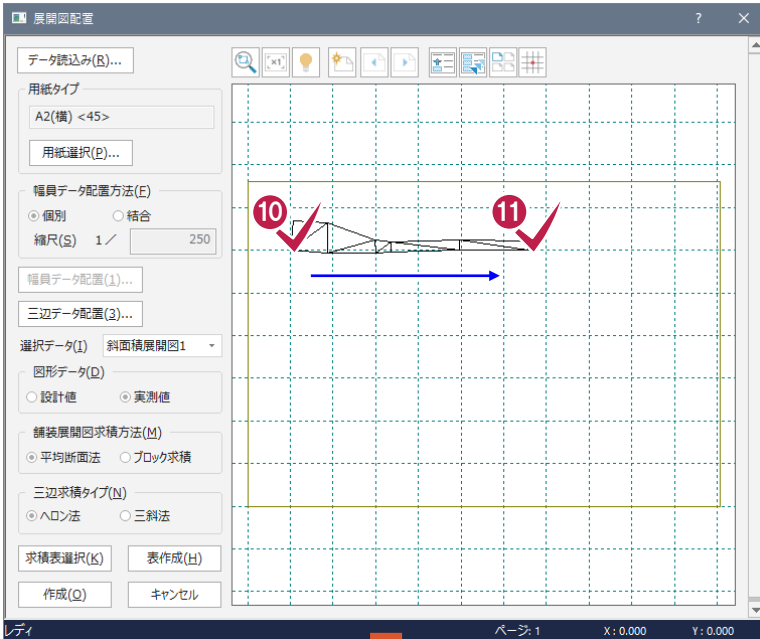 展開図配置 ? ×
データ読込み(R)...
×1
用紙タイプ
A2(横) <45>
用紙選択(P)...
幅員データ配置方法(F)
個別 結合
縮尺(S) 1／ 250
幅員データ配置(1)...
三辺データ配置(3)...
選択データ(I) 斜面積展開図1
図形データ(D)
設計値 実測値
舗装展開図求積方法(M)
平均断面法 ブロック求積
三辺求積タイプ(N)
ヘロン法 三斜法
求積表選択(K) 表作成(H)
作成(O) キャンセル
10 11
レディ ページ: 1 X : 0.000 Y : 0.000